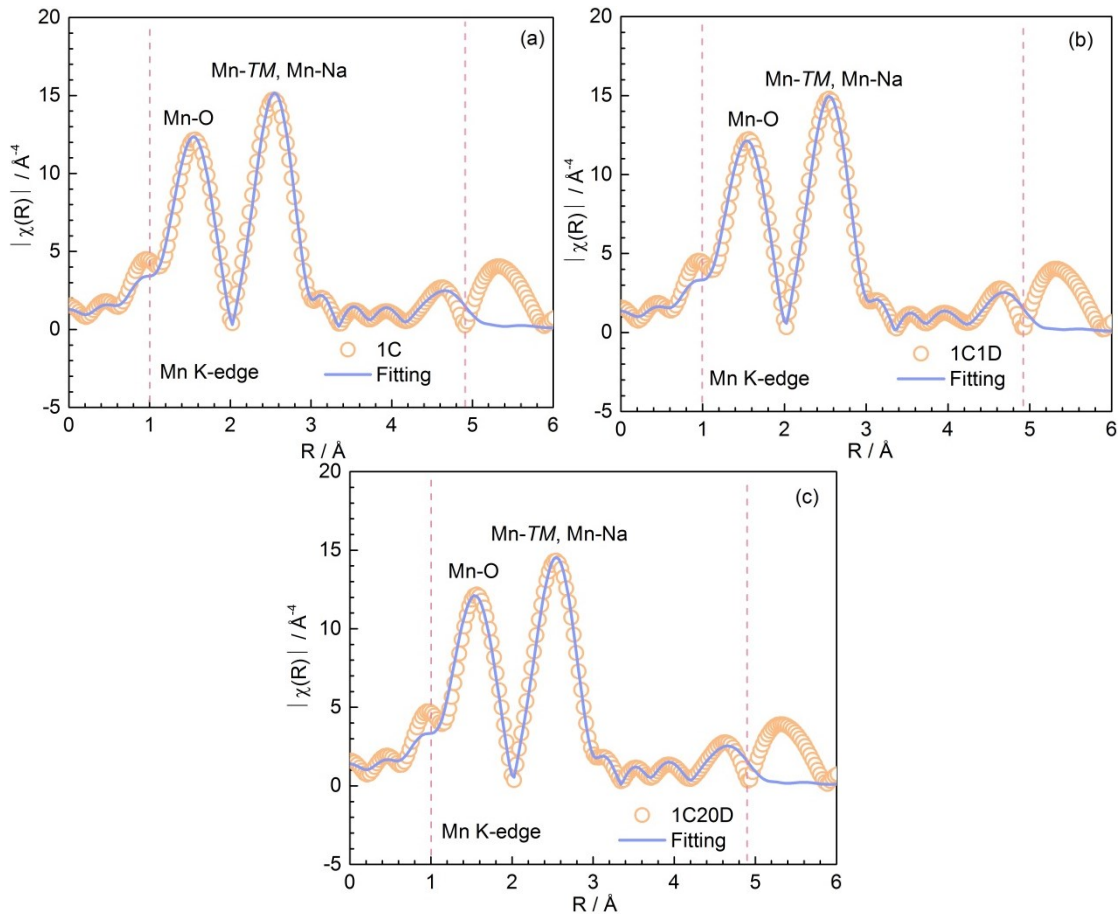 (a)
Mn-TM, Mn-Na
Mn-O
1C
Fitting
Mn K-edge
|χ(R)| / Å⁻⁴
20
15
10
5
0
-5
0 1 2 3 4 5 6
R / Å
(b)
Mn-TM, Mn-Na
Mn-O
1C1D
Fitting
Mn K-edge
|χ(R)| / Å⁻⁴
20
15
10
5
0
-5
0 1 2 3 4 5 6
R / Å
(c)
Mn-TM, Mn-Na
Mn-O
1C20D
Fitting
Mn K-edge
|χ(R)| / Å⁻⁴
20
15
10
5
0
-5
0 1 2 3 4 5 6
R / Å